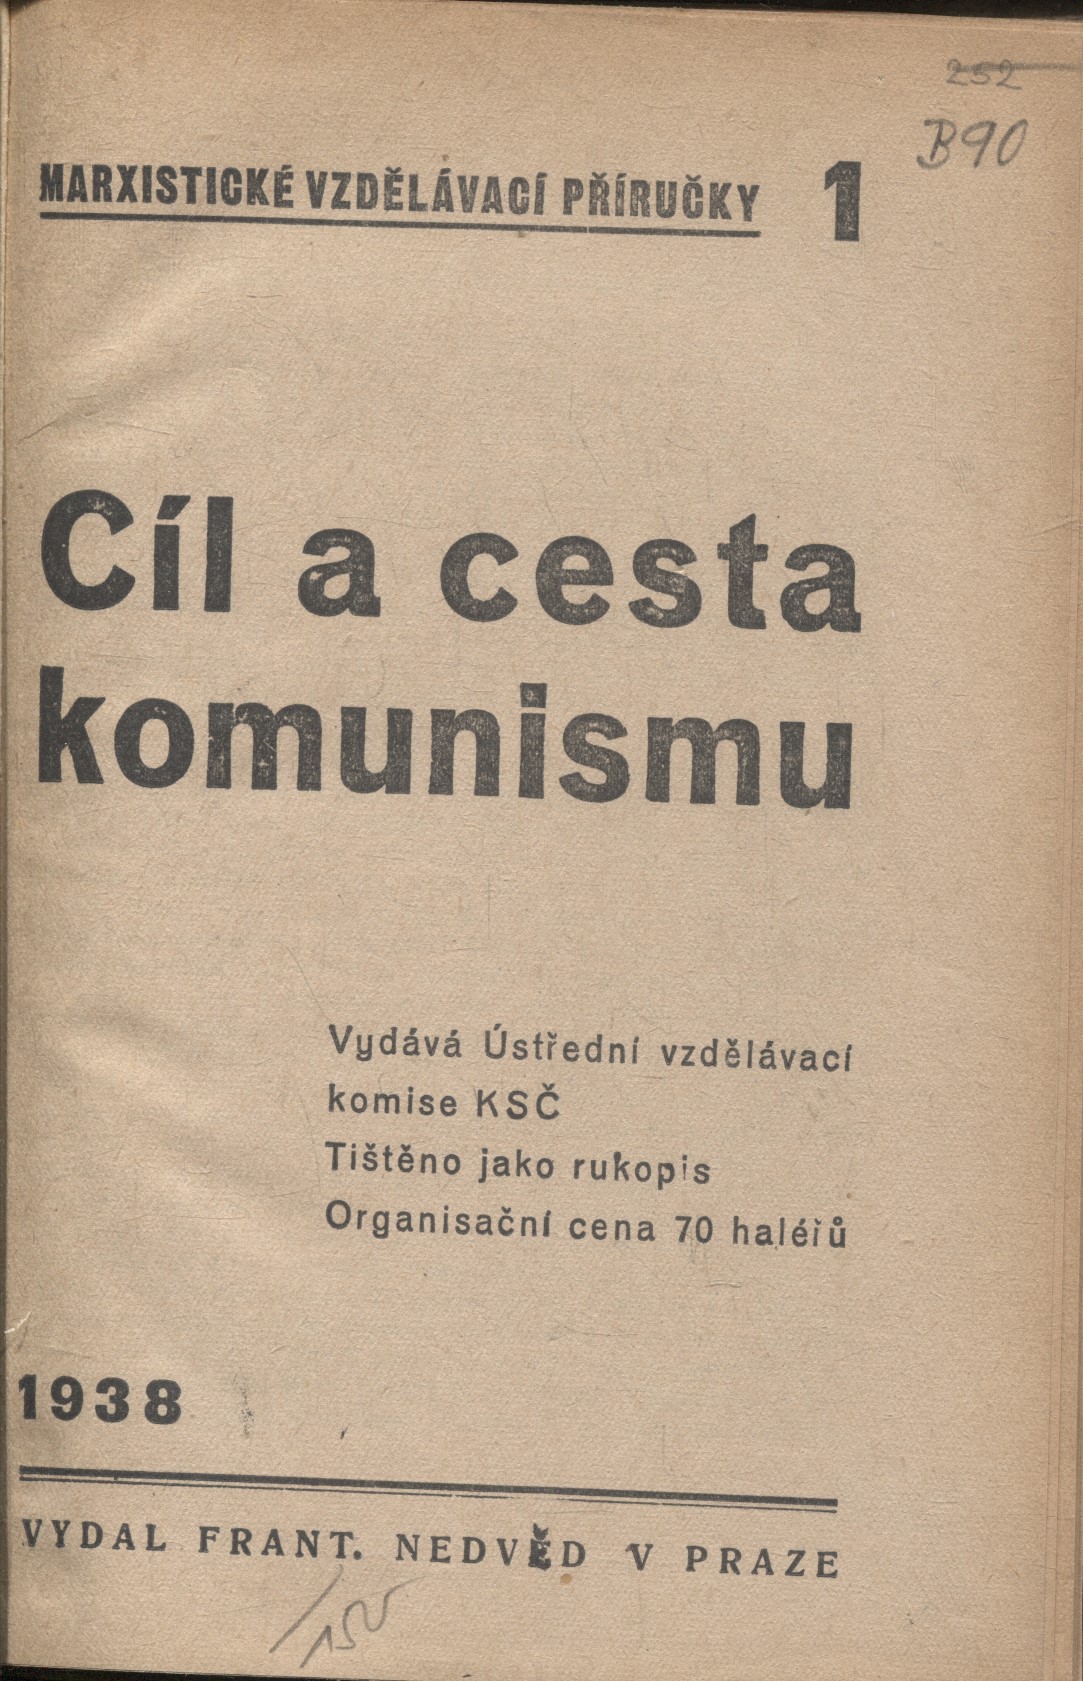 252
B90
MARXISTICKÉ VZDĚLÁVACÍ PŘÍRUČKY 1
Cíl a cesta
komunismu
Vydává Ústřední vzdělávací
komise KSČ
Tištěno jako rukopis
Organisační cena 70 haléřů
1938
VYDAL FRANT. NEDVĚD V PRAZE